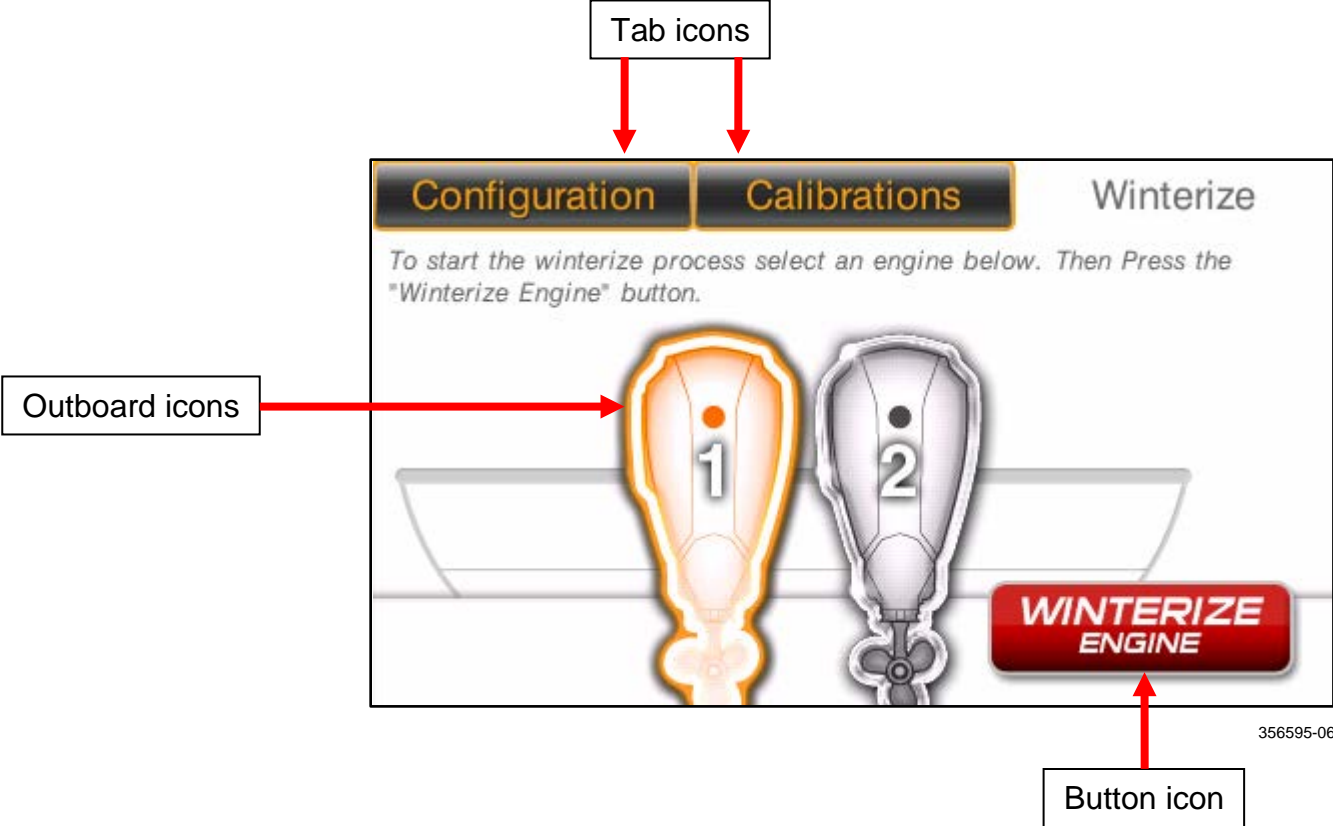 Tab icons
Configuration Calibrations Winterize
To start the winterize process select an engine below. Then Press the
"Winterize Engine" button.
Outboard icons
1 2
WINTERIZE
ENGINE
356595-06
Button icon